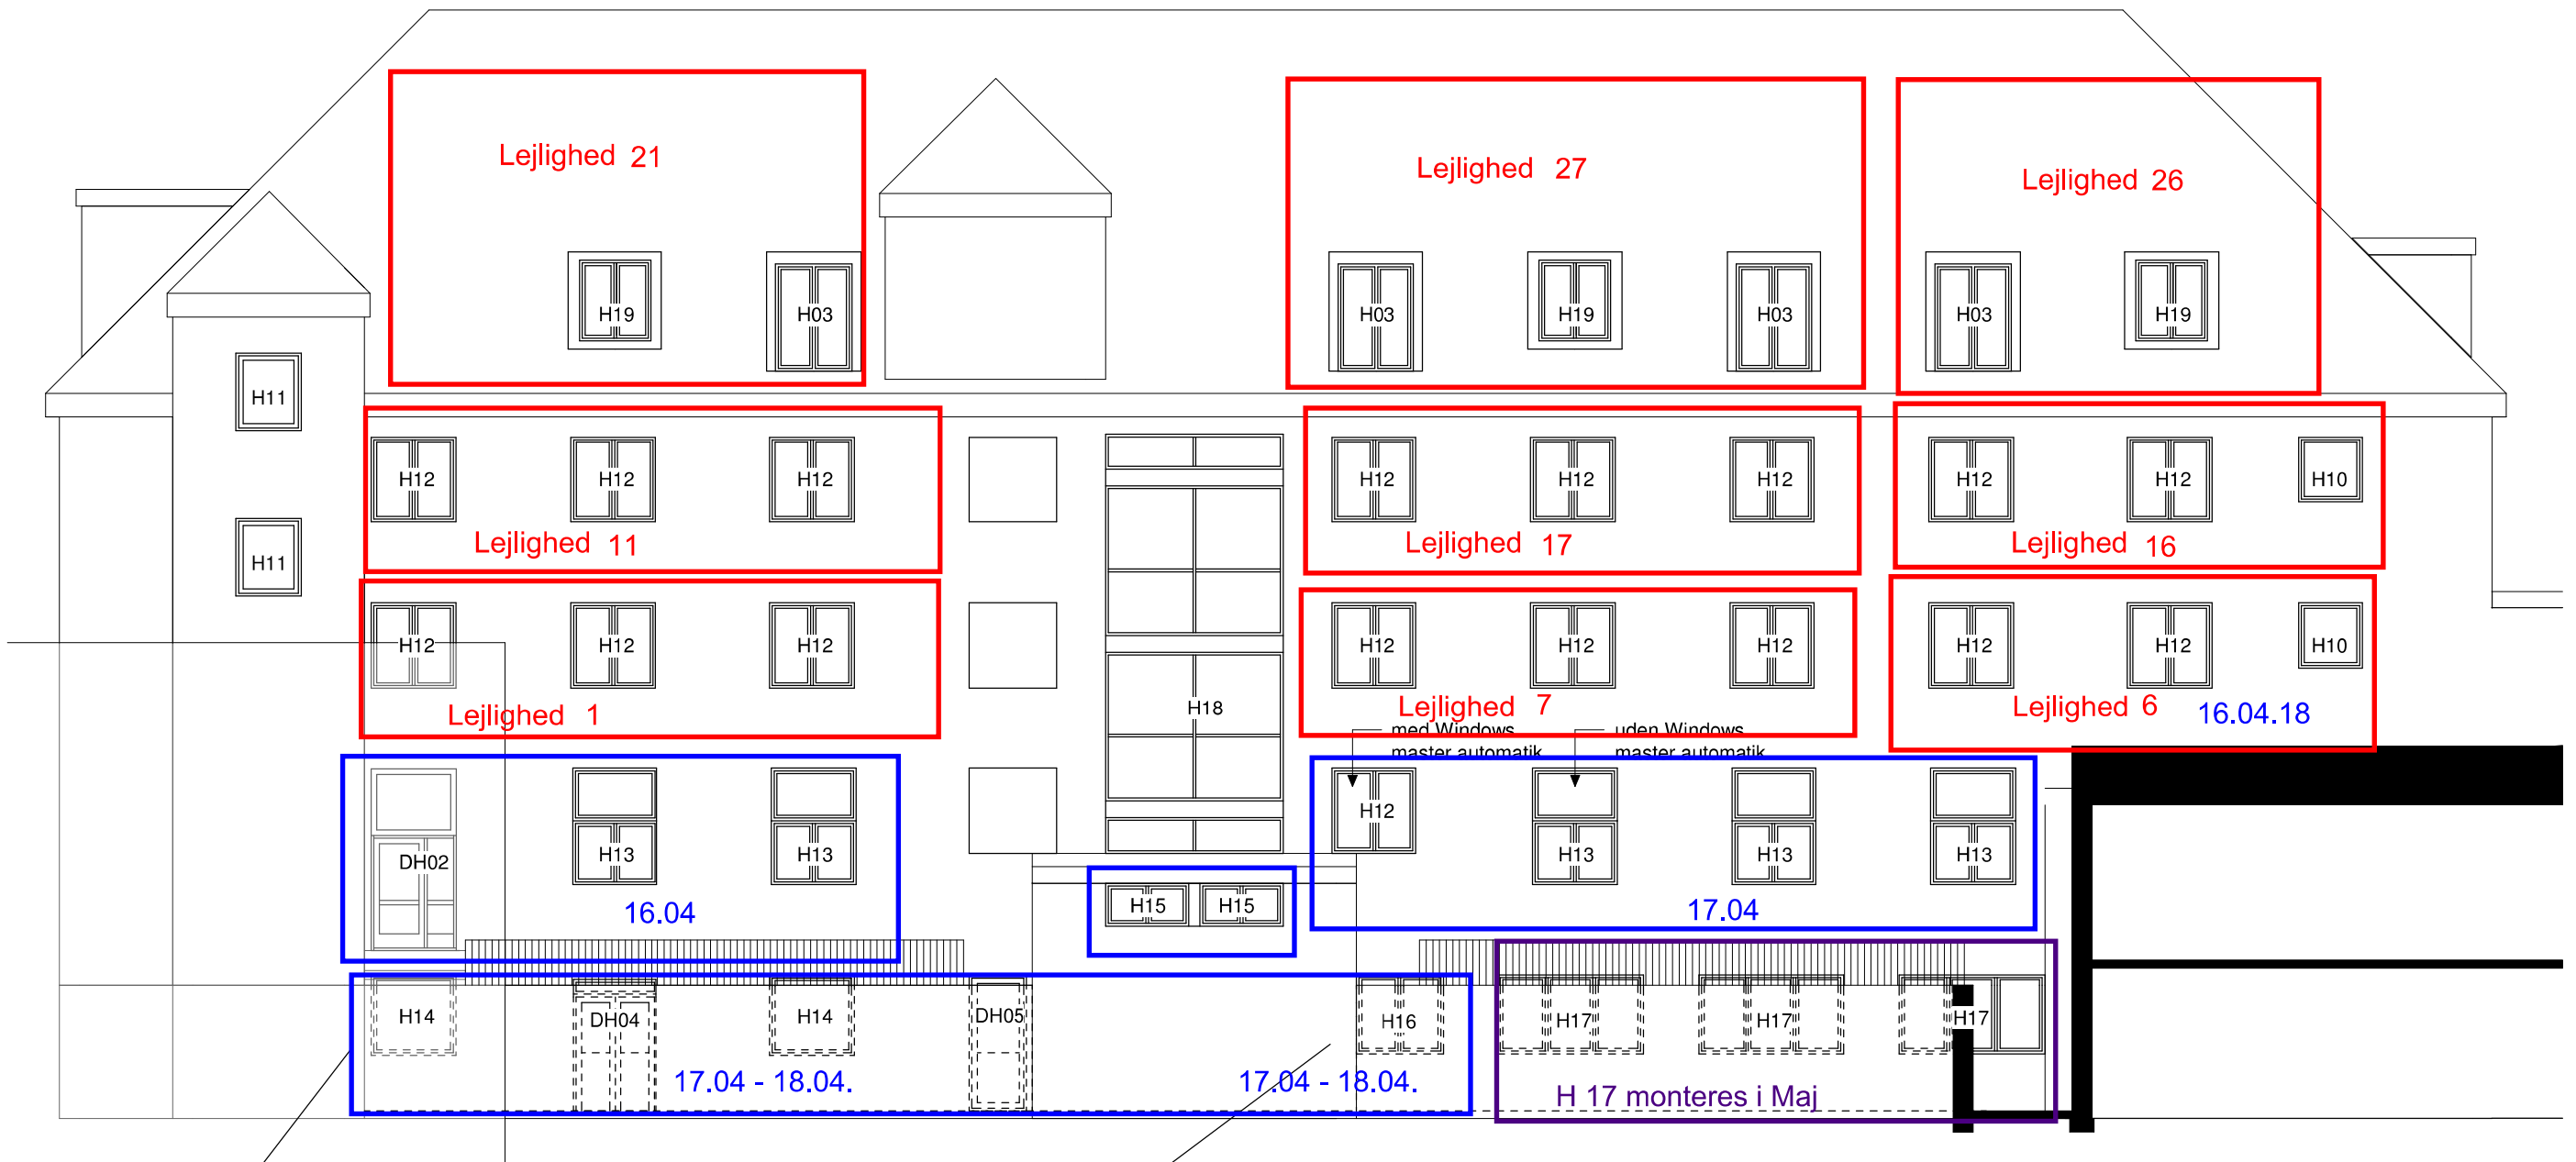 Lejlighed 21
Lejlighed 27
Lejlighed 26
H19
H03
H03
H19
H03
H03
H19
H11
H12
H12
H12
H12
H12
H12
H12
H12
H10
Lejlighed 11
Lejlighed 17
Lejlighed 16
H11
H12
H12
H12
H12
H12
H12
H12
H12
H10
Lejlighed 1
H18
Lejlighed 7
Lejlighed 6
16.04.18
med Windows
master automatik
uden Windows
master automatik
DH02
H13
H13
H12
H13
H13
H13
16.04
H15
H15
17.04
H14
DH04
H14
DH05
H16
H17
H17
H17
17.04 - 18.04.
17.04 - 18.04.
H 17 monteres i Maj